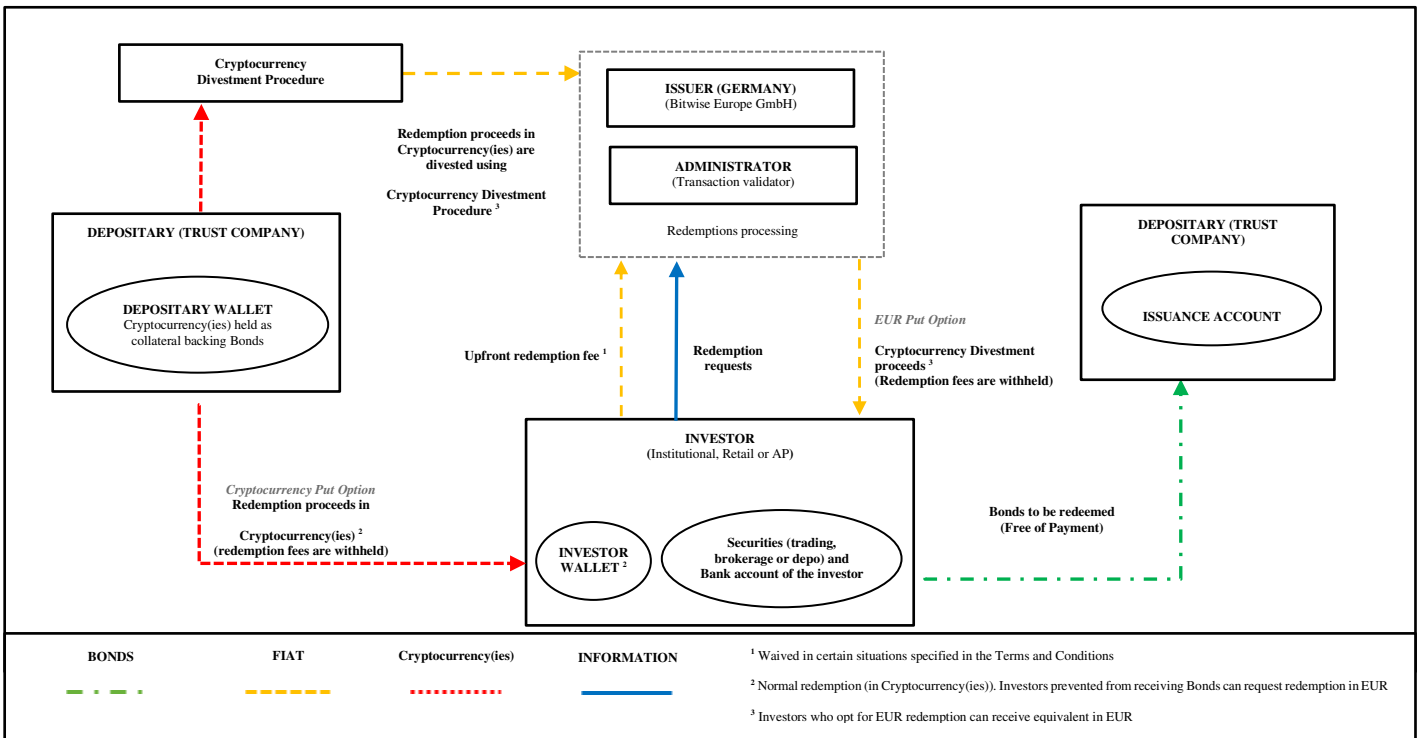 Cryptocurrency
Divestment Procedure
ISSUER (GERMANY)
(Bitwise Europe GmbH)
ADMINISTRATOR
(Transaction validator)
Redemptions processing
Redemption proceeds in
Cryptocurrency(ies) are
divested using
Cryptocurrency Divestment
Procedure ³
DEPOSITARY (TRUST COMPANY)
DEPOSITARY WALLET
Cryptocurrency(ies) held as
collateral backing Bonds
DEPOSITARY (TRUST
COMPANY)
ISSUANCE ACCOUNT
Upfront redemption fee ¹
Redemption
requests
EUR Put Option
Cryptocurrency Divestment
proceeds ³
(Redemption fees are withheld)
INVESTOR
(Institutional, Retail or AP)
INVESTOR
WALLET ²
Securities (trading,
brokerage or depo) and
Bank account of the investor
Cryptocurrency Put Option
Redemption proceeds in
Cryptocurrency(ies) ²
(redemption fees are withheld)
Bonds to be redeemed
(Free of Payment)
BONDS
FIAT
Cryptocurrency(ies)
INFORMATION
¹ Waived in certain situations specified in the Terms and Conditions
² Normal redemption (in Cryptocurrency(ies)). Investors prevented from receiving Bonds can request redemption in EUR
³ Investors who opt for EUR redemption can receive equivalent in EUR